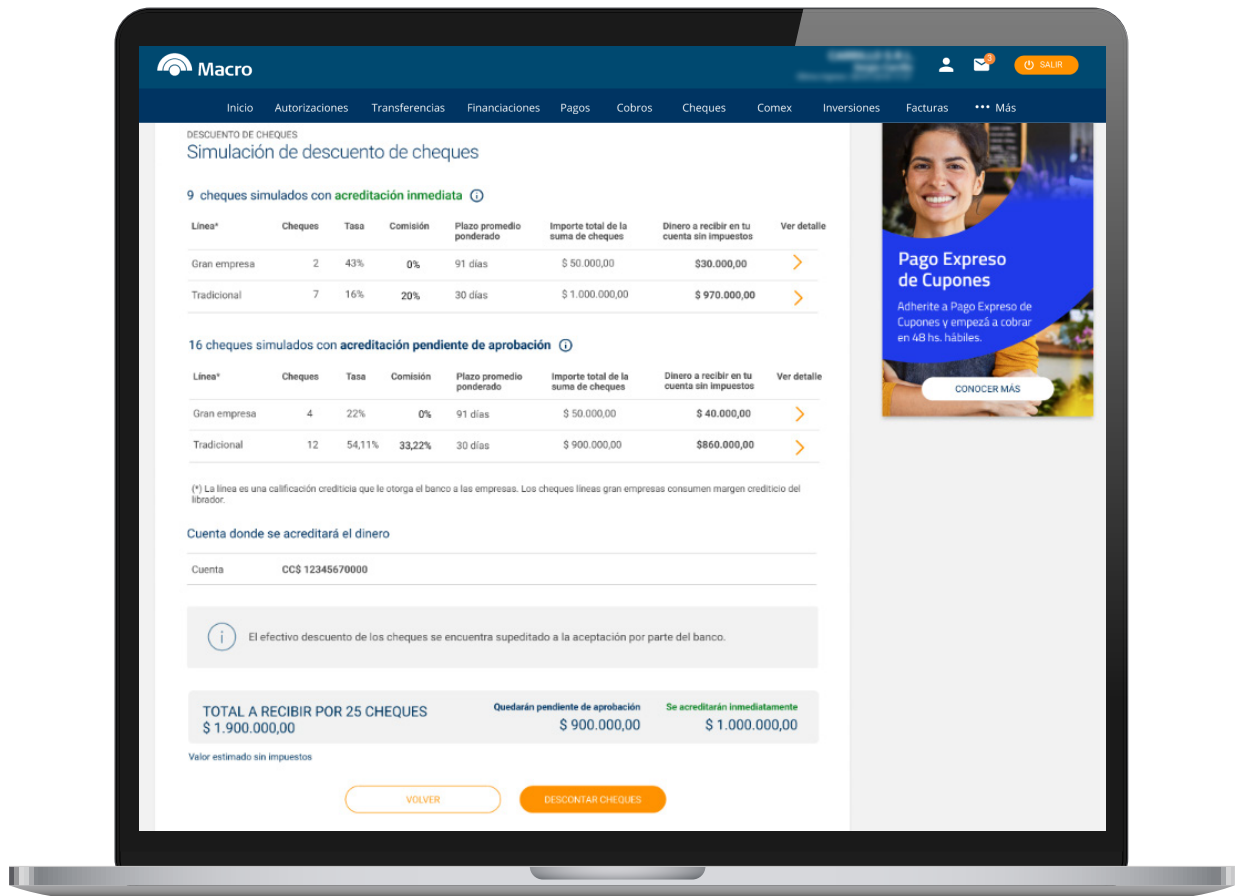 Macro
3
SALIR
Inicio Autorizaciones Transferencias Financiaciones Pagos Cobros Cheques Comex Inversiones Facturas ••• Más
DESCUENTO DE CHEQUES
Simulación de descuento de cheques
9 cheques simulados con acreditación inmediata
Línea* Cheques Tasa Comisión Plazo promedio ponderado Importe total de la suma de cheques Dinero a recibir en tu cuenta sin impuestos Ver detalle
Gran empresa 2 43% 0% 91 días $ 50.000,00 $30.000,00
Tradicional 7 16% 20% 30 días $ 1.000.000,00 $ 970.000,00
16 cheques simulados con acreditación pendiente de aprobación
Línea* Cheques Tasa Comisión Plazo promedio ponderado Importe total de la suma de cheques Dinero a recibir en tu cuenta sin impuestos Ver detalle
Gran empresa 4 22% 0% 91 días $ 50.000,00 $ 40.000,00
Tradicional 12 54,11% 33,22% 30 días $ 900.000,00 $860.000,00
(*) La línea es una calificación crediticia que le otorga el banco a las empresas. Los cheques líneas gran empresas consumen margen crediticio del
librador.
Cuenta donde se acreditará el dinero
Cuenta CC$ 12345670000
i El efectivo descuento de los cheques se encuentra supeditado a la aceptación por parte del banco.
TOTAL A RECIBIR POR 25 CHEQUES
$ 1.900.000,00
Quedarán pendiente de aprobación
$ 900.000,00
Se acreditarán inmediatamente
$ 1.000.000,00
Valor estimado sin impuestos
VOLVER
DESCONTAR CHEQUES
Pago Expreso
de Cupones
Adherite a Pago Expreso de
Cupones y empezá a cobrar
en 48 hs. hábiles.
CONOCER MÁS